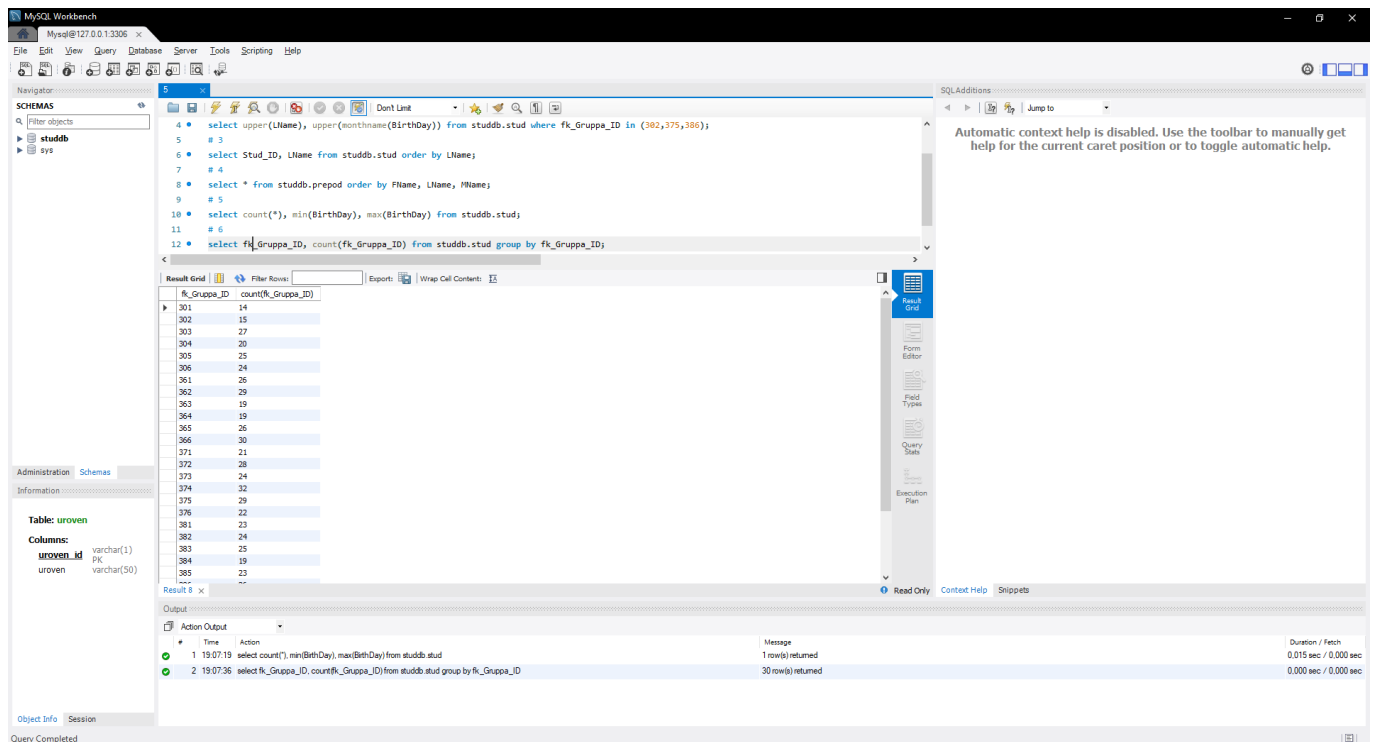 MySQL Workbench
Mysql@127.0.0.1:3306
File Edit View Query Database Server Tools Scripting Help
Navigator
SCHEMAS
Filter objects
studdb
sys
Administration Schemas
Information
Table: uroven
Columns:
uroven_id varchar(1) PK
uroven varchar(50)
Object Info Session
5
Don't Limit
4 select upper(LName), upper(monthname(BirthDay)) from studdb.stud where fk_Gruppa_ID in (302,375,386);
5 # 3
6 select Stud_ID, LName from studdb.stud order by LName;
7 # 4
8 select * from studdb.prepod order by FName, LName, MName;
9 # 5
10 select count(*), min(BirthDay), max(BirthDay) from studdb.stud;
11 # 6
12 select fk_Gruppa_ID, count(fk_Gruppa_ID) from studdb.stud group by fk_Gruppa_ID;
Result Grid Filter Rows: Export: Wrap Cell Content:
fk_Gruppa_ID count(fk_Gruppa_ID)
301 14
302 15
303 27
304 20
305 25
306 24
361 26
362 29
363 19
364 19
365 26
366 30
371 21
372 28
373 24
374 32
375 29
376 22
381 23
382 24
383 25
384 19
385 23
Result Grid
Form Editor
Field Types
Query Stats
Execution Plan
Result 8
Read Only
SQLAdditions
Jump to
Automatic context help is disabled. Use the toolbar to manually get
help for the current caret position or to toggle automatic help.
Context Help Snippets
Output
Action Output
# Time Action Message Duration / Fetch
1 19:07:19 select count(*), min(BirthDay), max(BirthDay) from studdb.stud 1 row(s) returned 0,015 sec / 0,000 sec
2 19:07:36 select fk_Gruppa_ID, count(fk_Gruppa_ID) from studdb.stud group by fk_Gruppa_ID 30 row(s) returned 0,000 sec / 0,000 sec
Query Completed